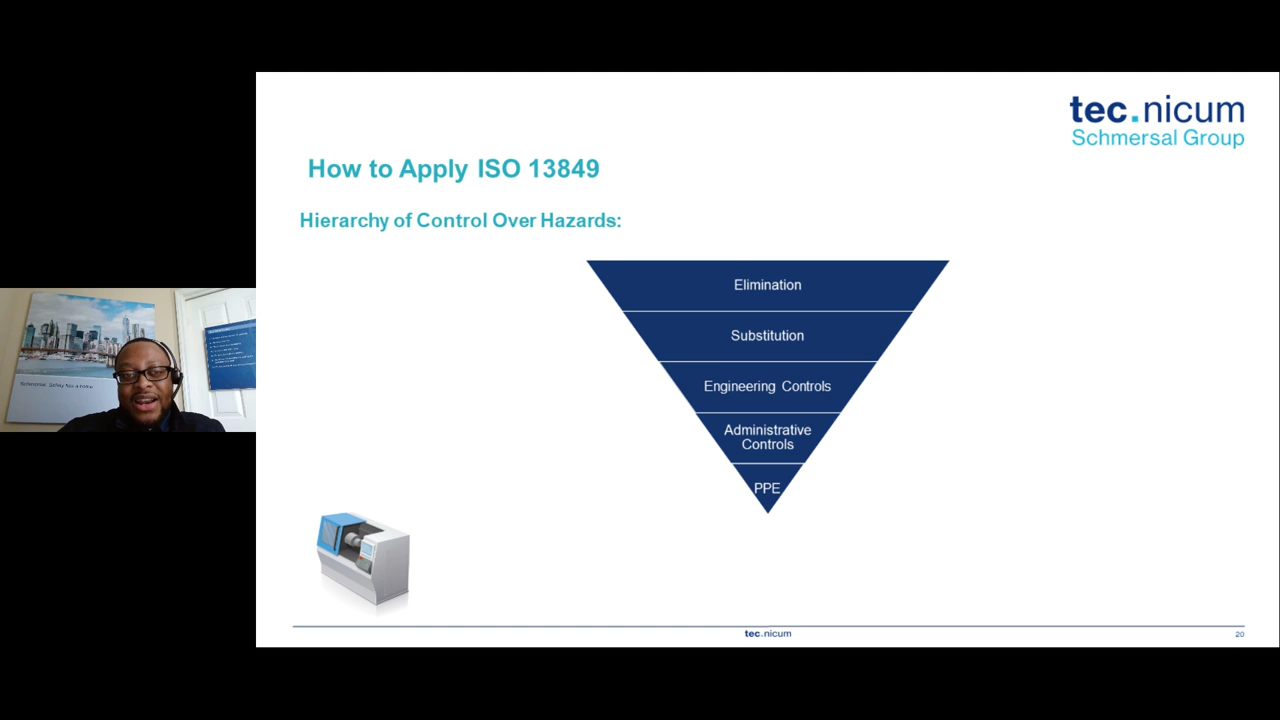 tec.nicum
Schmersal Group
How to Apply ISO 13849
Hierarchy of Control Over Hazards:
Elimination
Substitution
Engineering Controls
Administrative
Controls
PPE
tec.nicum
20